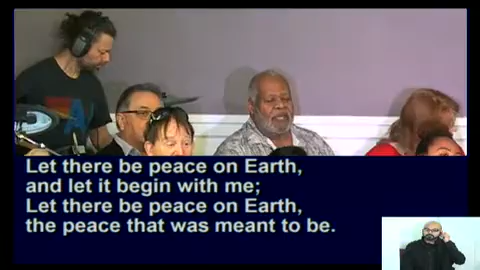 Let there be peace on Earth,
and let it begin with me;
Let there be peace on Earth,
the peace that was meant to be.